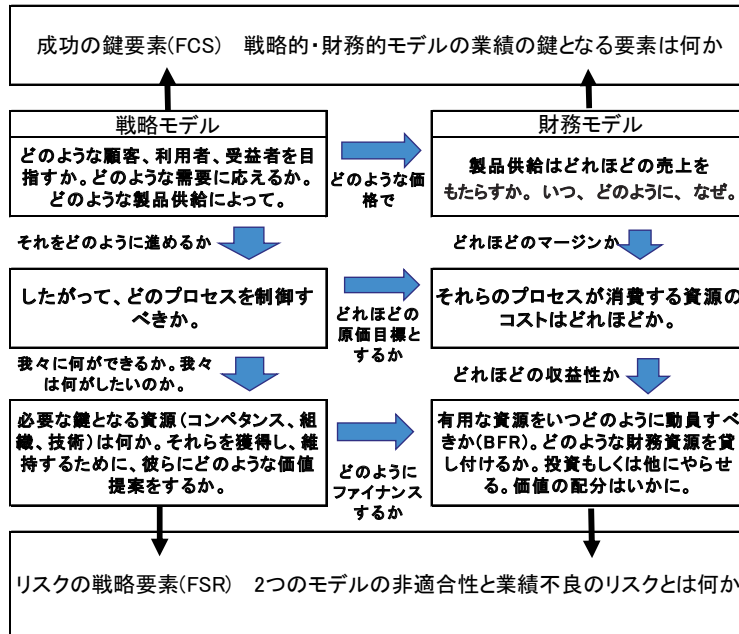 成功の鍵要素(FCS)　戦略的・財務的モデルの業績の鍵となる要素は何か
戦略モデル
どのような顧客、利用者、受益者を目
指すか。どのような需要に応えるか。
どのような製品供給によって。
どのような価
格で
財務モデル
製品供給はどれほどの売上を
もたらすか。いつ、どのように、なぜ。
それをどのように進めるか
どれほどのマージンか
したがって、どのプロセスを制御す
べきか。
どれほどの
原価目標と
するか
それらのプロセスが消費する資源の
コストはどれほどか。
我々に何ができるか。我々
は何がしたいのか。
どれほどの収益性か
必要な鍵となる資源(コンペタンス、組
織、技術)は何か。それらを獲得し、維
持するために、彼らにどのような価値
提案をするか。
どのように
ファイナンス
するか
有用な資源をいつどのように動員すべ
きか(BFR)。どのような財務資源を貸
し付けるか。投資もしくは他にやらせ
る。価値の配分はいかに。
リスクの戦略要素(FSR)　2つのモデルの非適合性と業績不良のリスクとは何か